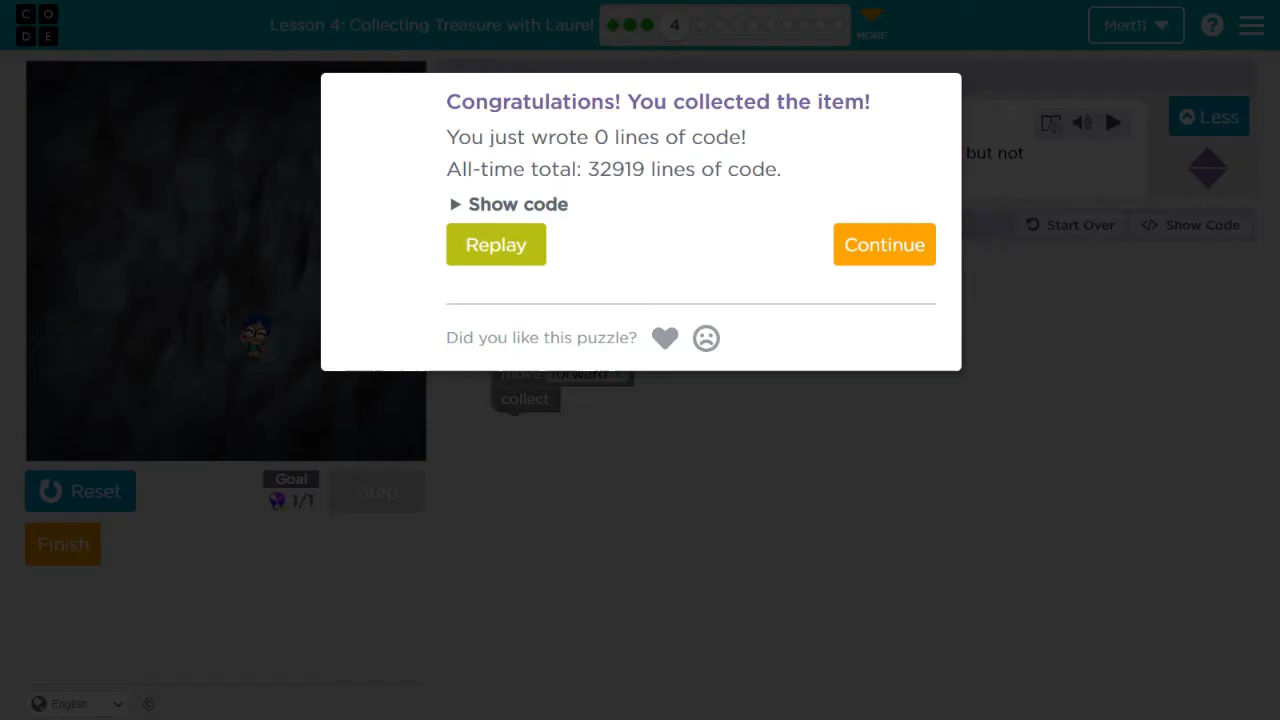 C O
D E
Lesson 4: Collecting Treasure with Laurel
4
MORE
Mert11
?
Congratulations! You collected the item!
You just wrote 0 lines of code!
All-time total: 32919 lines of code.
Show code
Replay
Continue
Did you like this puzzle?
but not
Less
Start Over
Show Code
move forward
collect
Reset
Goal
1/1
Step
Finish
English
©